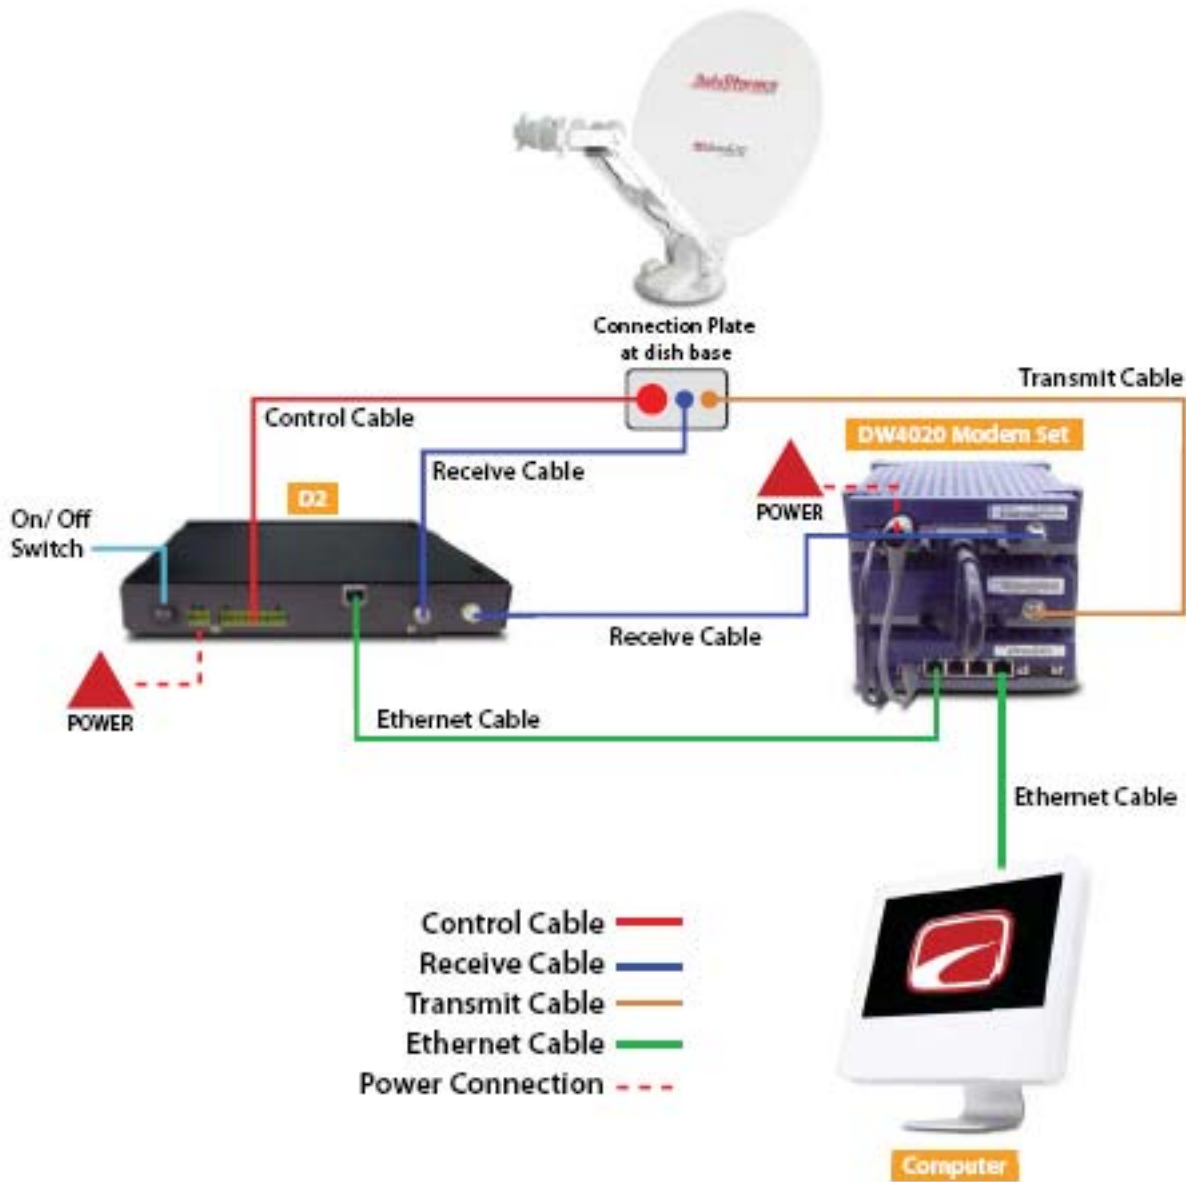 Connection Plate
at dish base
Transmit Cable
Control Cable
DW4020 Modem Set
Receive Cable
D2
POWER
On/ Off
Switch
Receive Cable
POWER
Ethernet Cable
Ethernet Cable
Control Cable
Receive Cable
Transmit Cable
Ethernet Cable
Power Connection
Computer